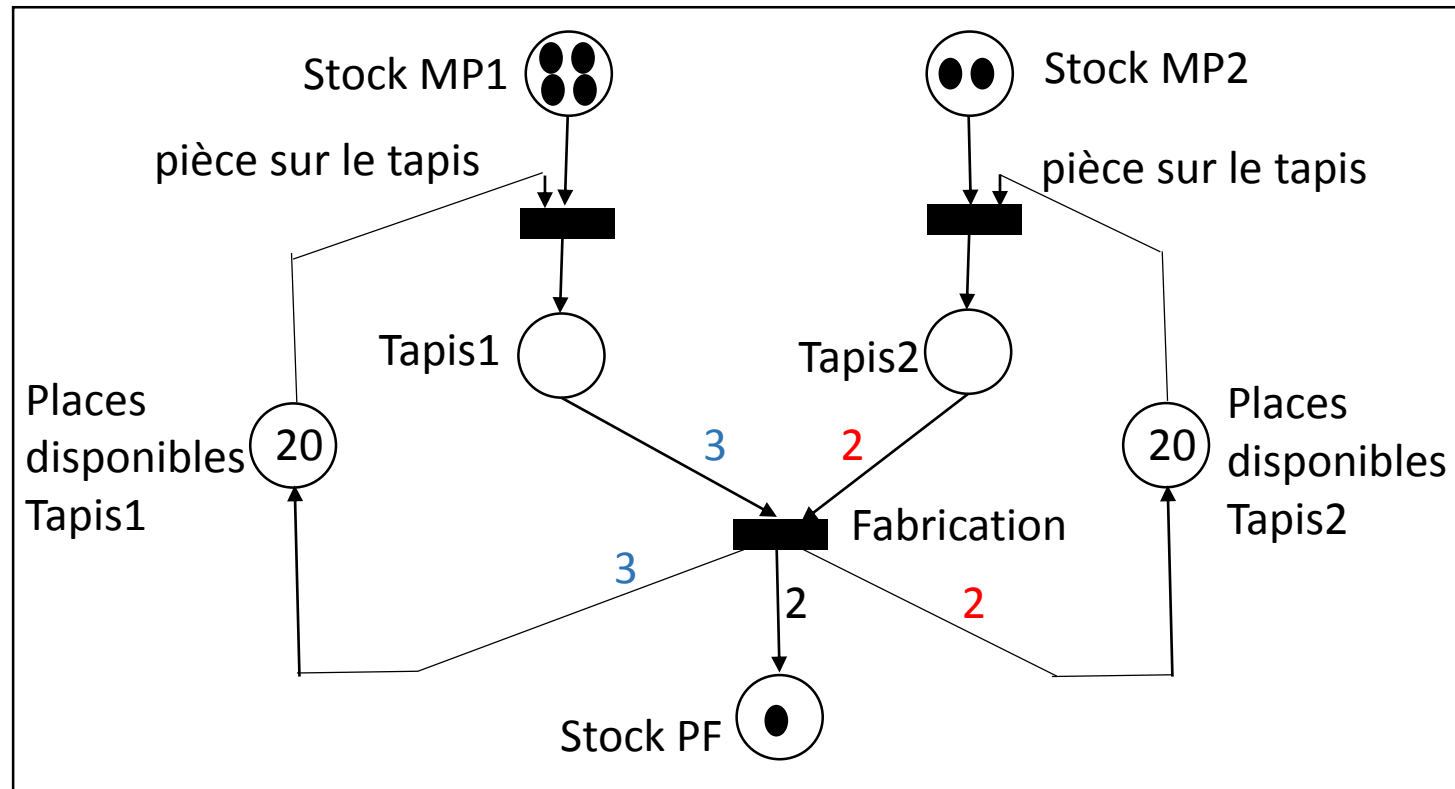 Stock MP1
Stock MP2
pièce sur le tapis
pièce sur le tapis
Tapis1
Tapis2
Places
disponibles
Tapis1
20
20
Places
disponibles
Tapis2
3
2
Fabrication
3
2
2
Stock PF